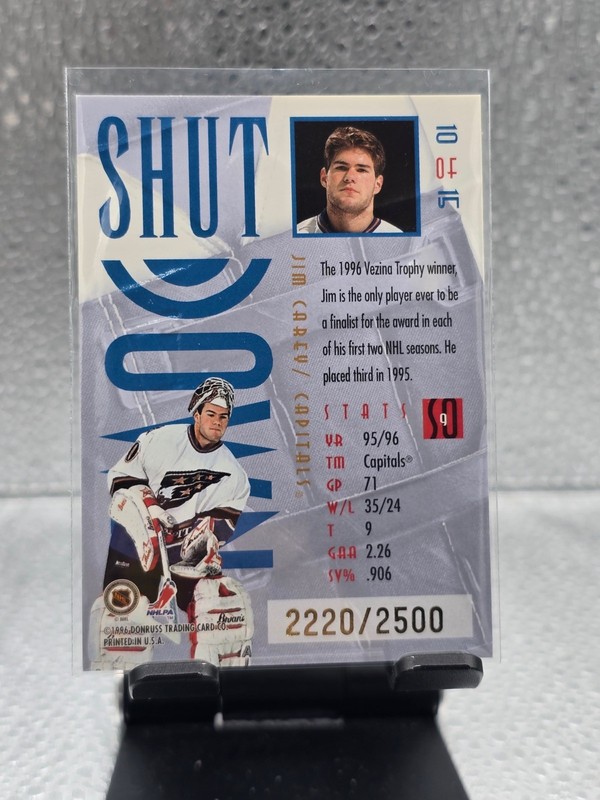 SHUT
DOWN
10 OF 15
JIM CAREY/CAPITALS®
The 1996 Vezina Trophy winner,
Jim is the only player ever to be
a finalist for the award in each
of his first two NHL seasons. He
placed third in 1995.
STATS
SO
9
YR 95/96
TM Capitals®
GP 71
W/L 35/24
T 9
GAA 2.26
SV% .906
2220/2500
NHLPA
©1996 DONRUSS TRADING CARD CO.
PRINTED IN U.S.A.